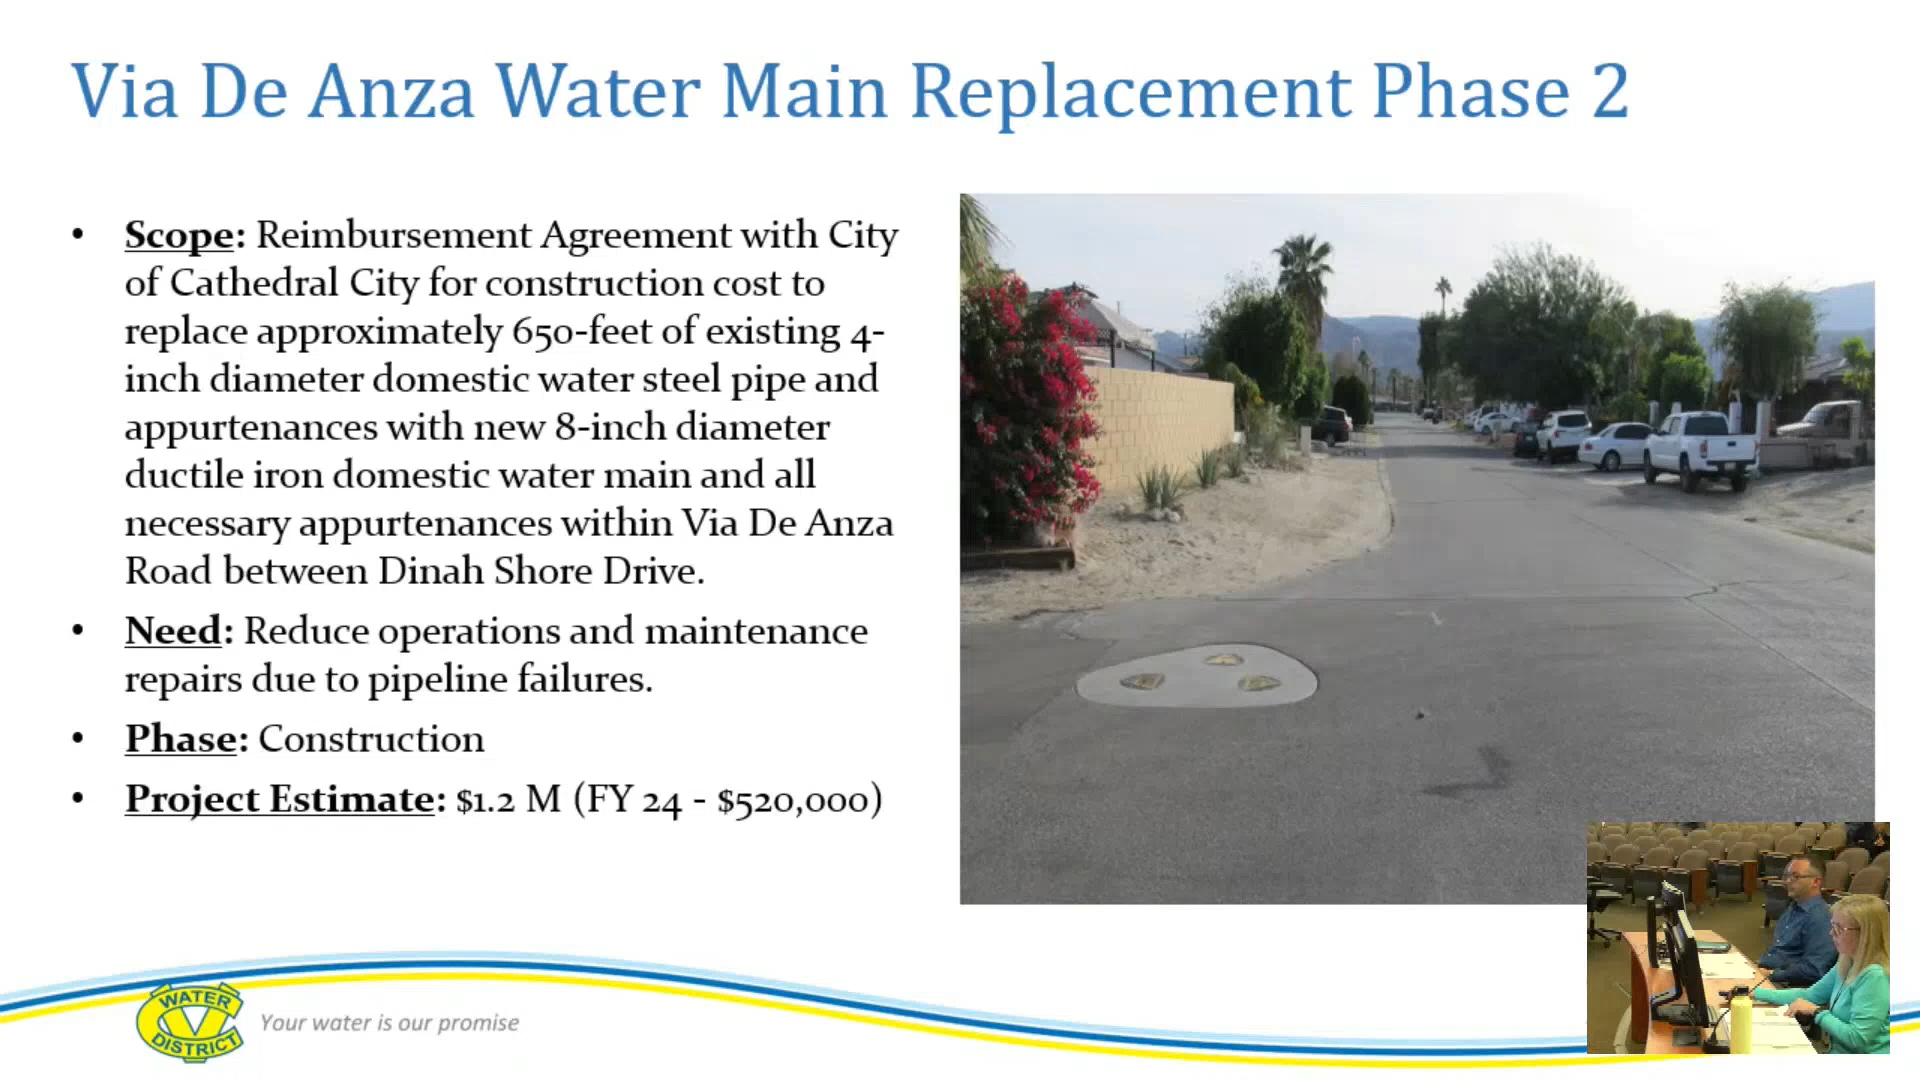 Via De Anza Water Main Replacement Phase 2
• Scope: Reimbursement Agreement with City
of Cathedral City for construction cost to
replace approximately 650-feet of existing 4-
inch diameter domestic water steel pipe and
appurtenances with new 8-inch diameter
ductile iron domestic water main and all
necessary appurtenances within Via De Anza
Road between Dinah Shore Drive.
• Need: Reduce operations and maintenance
repairs due to pipeline failures.
• Phase: Construction
• Project Estimate: $1.2 M (FY 24 - $520,000)
WATER
CV
DISTRICT
Your water is our promise